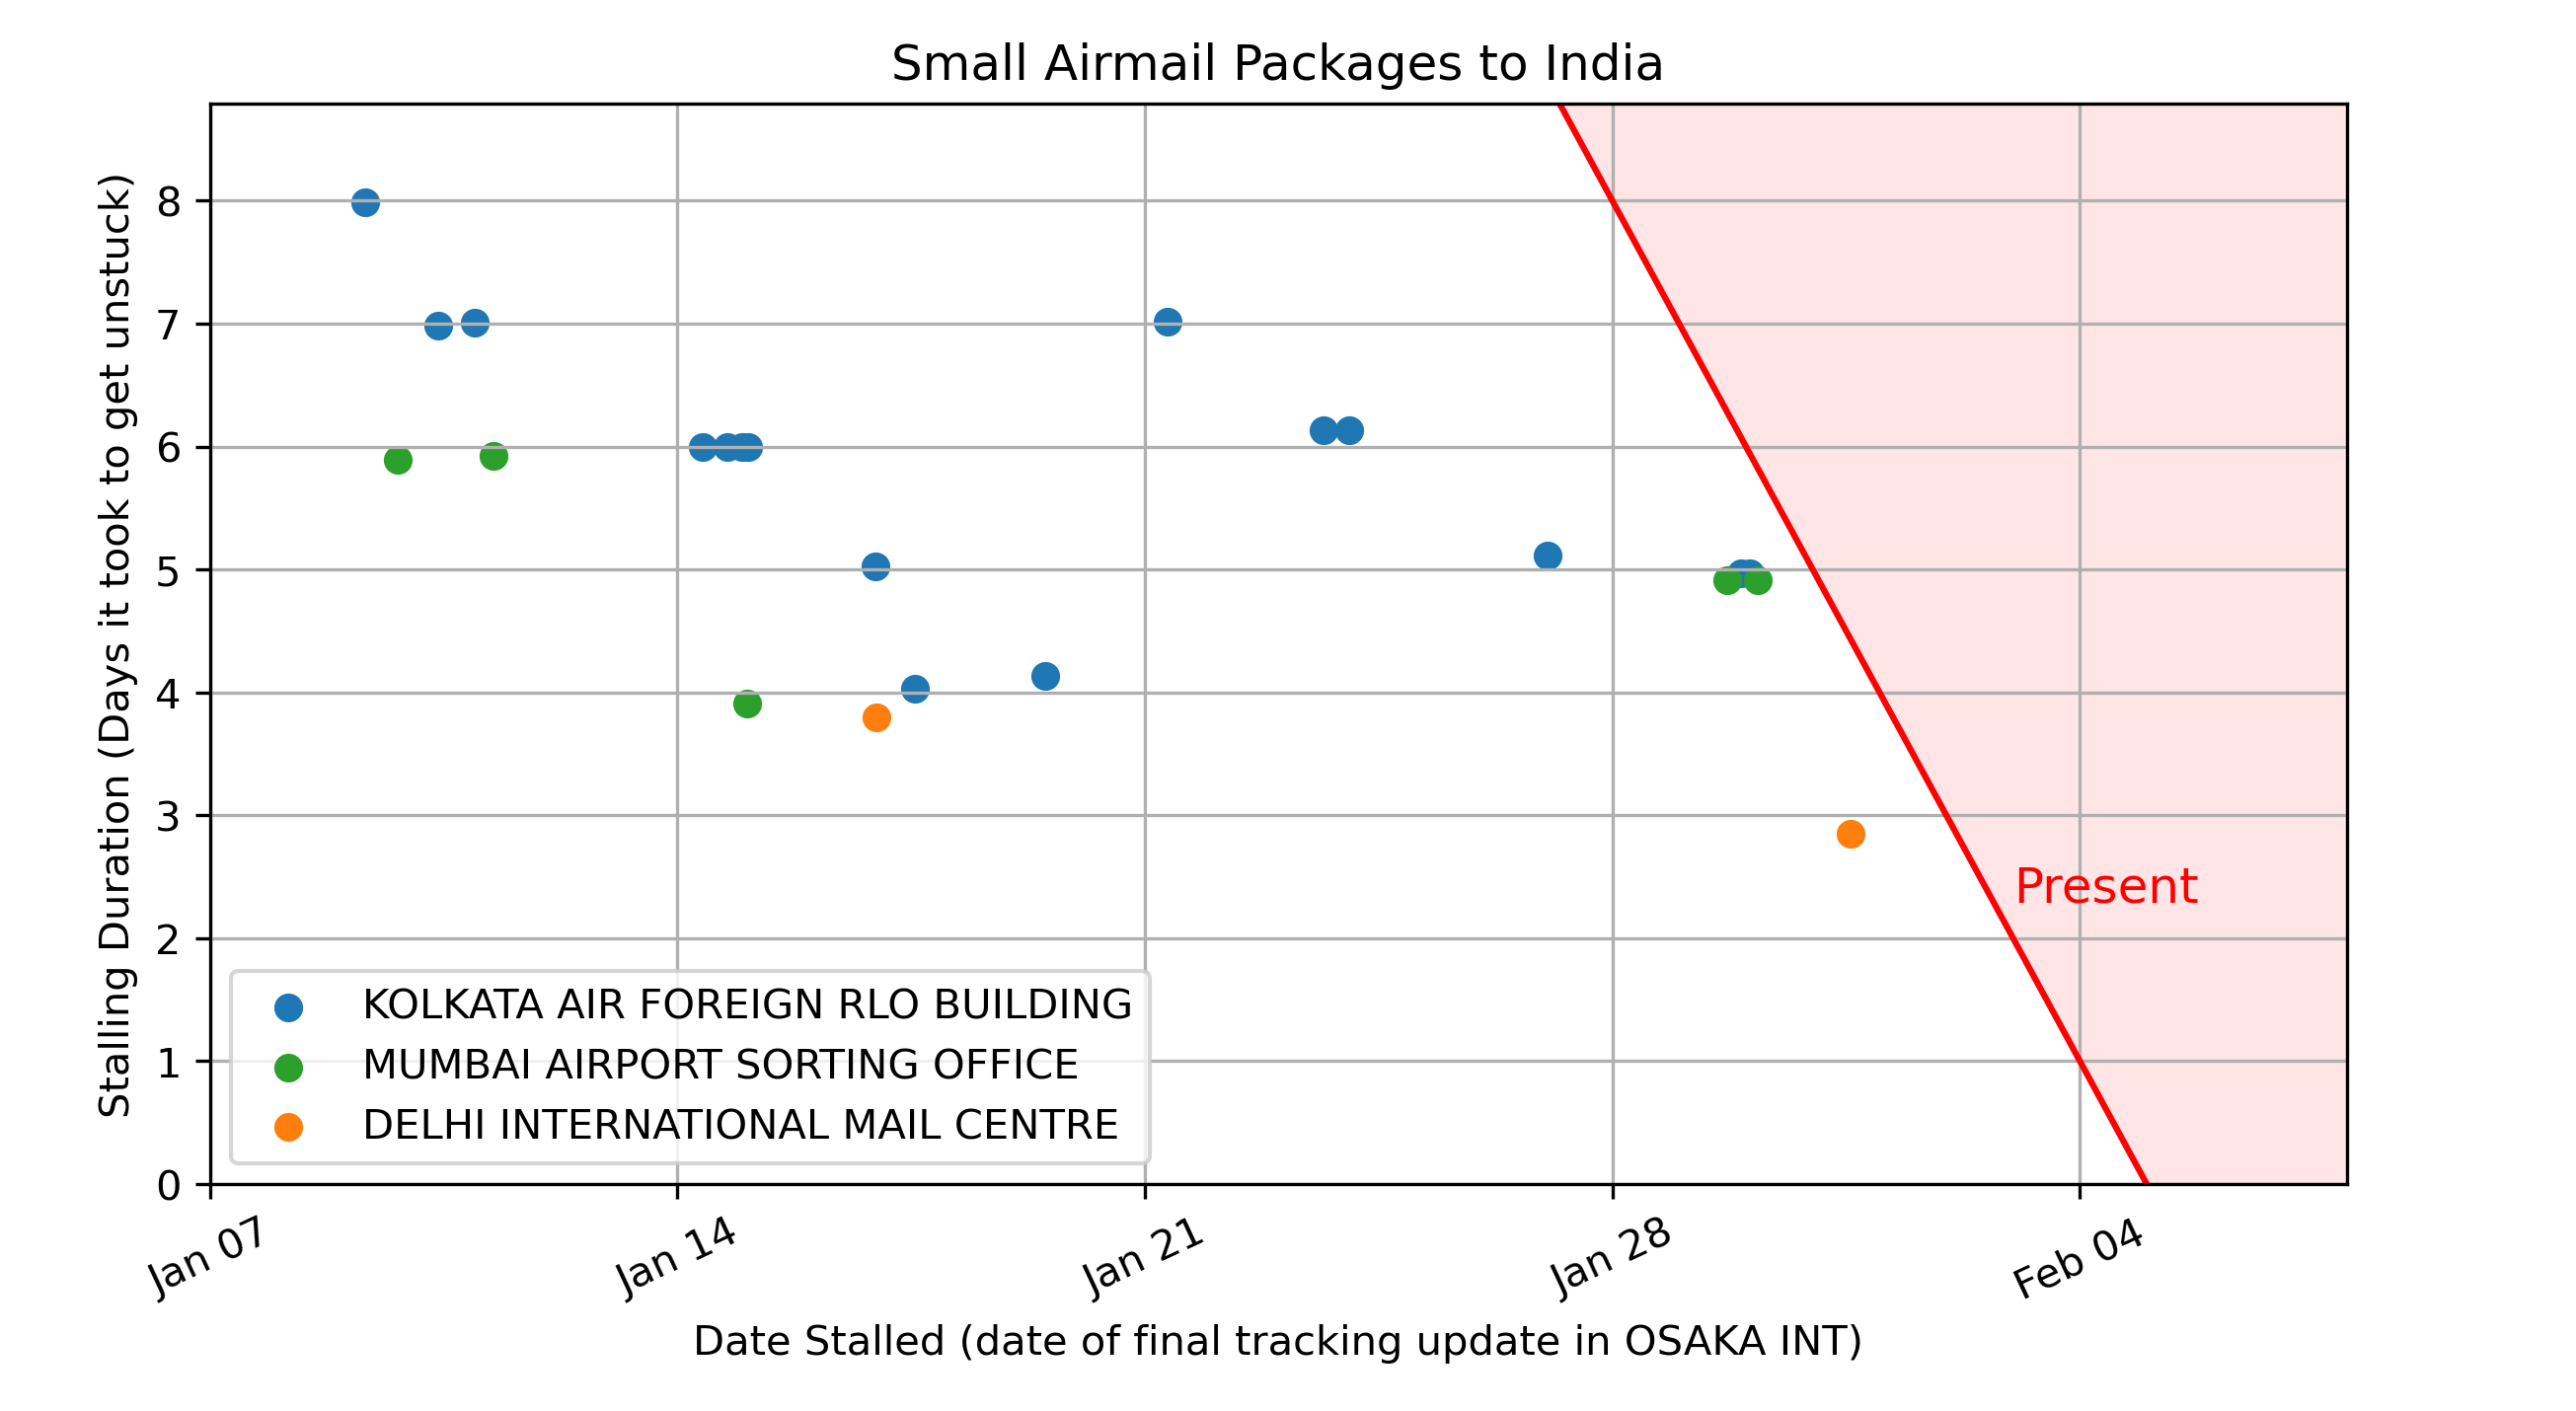 Small Airmail Packages to India
Stalling Duration (Days it took to get unstuck)
8
7
6
5
4
3
2
1
0
Present
KOLKATA AIR FOREIGN RLO BUILDING
MUMBAI AIRPORT SORTING OFFICE
DELHI INTERNATIONAL MAIL CENTRE
Jan 07
Jan 14
Jan 21
Jan 28
Feb 04
Date Stalled (date of final tracking update in OSAKA INT)